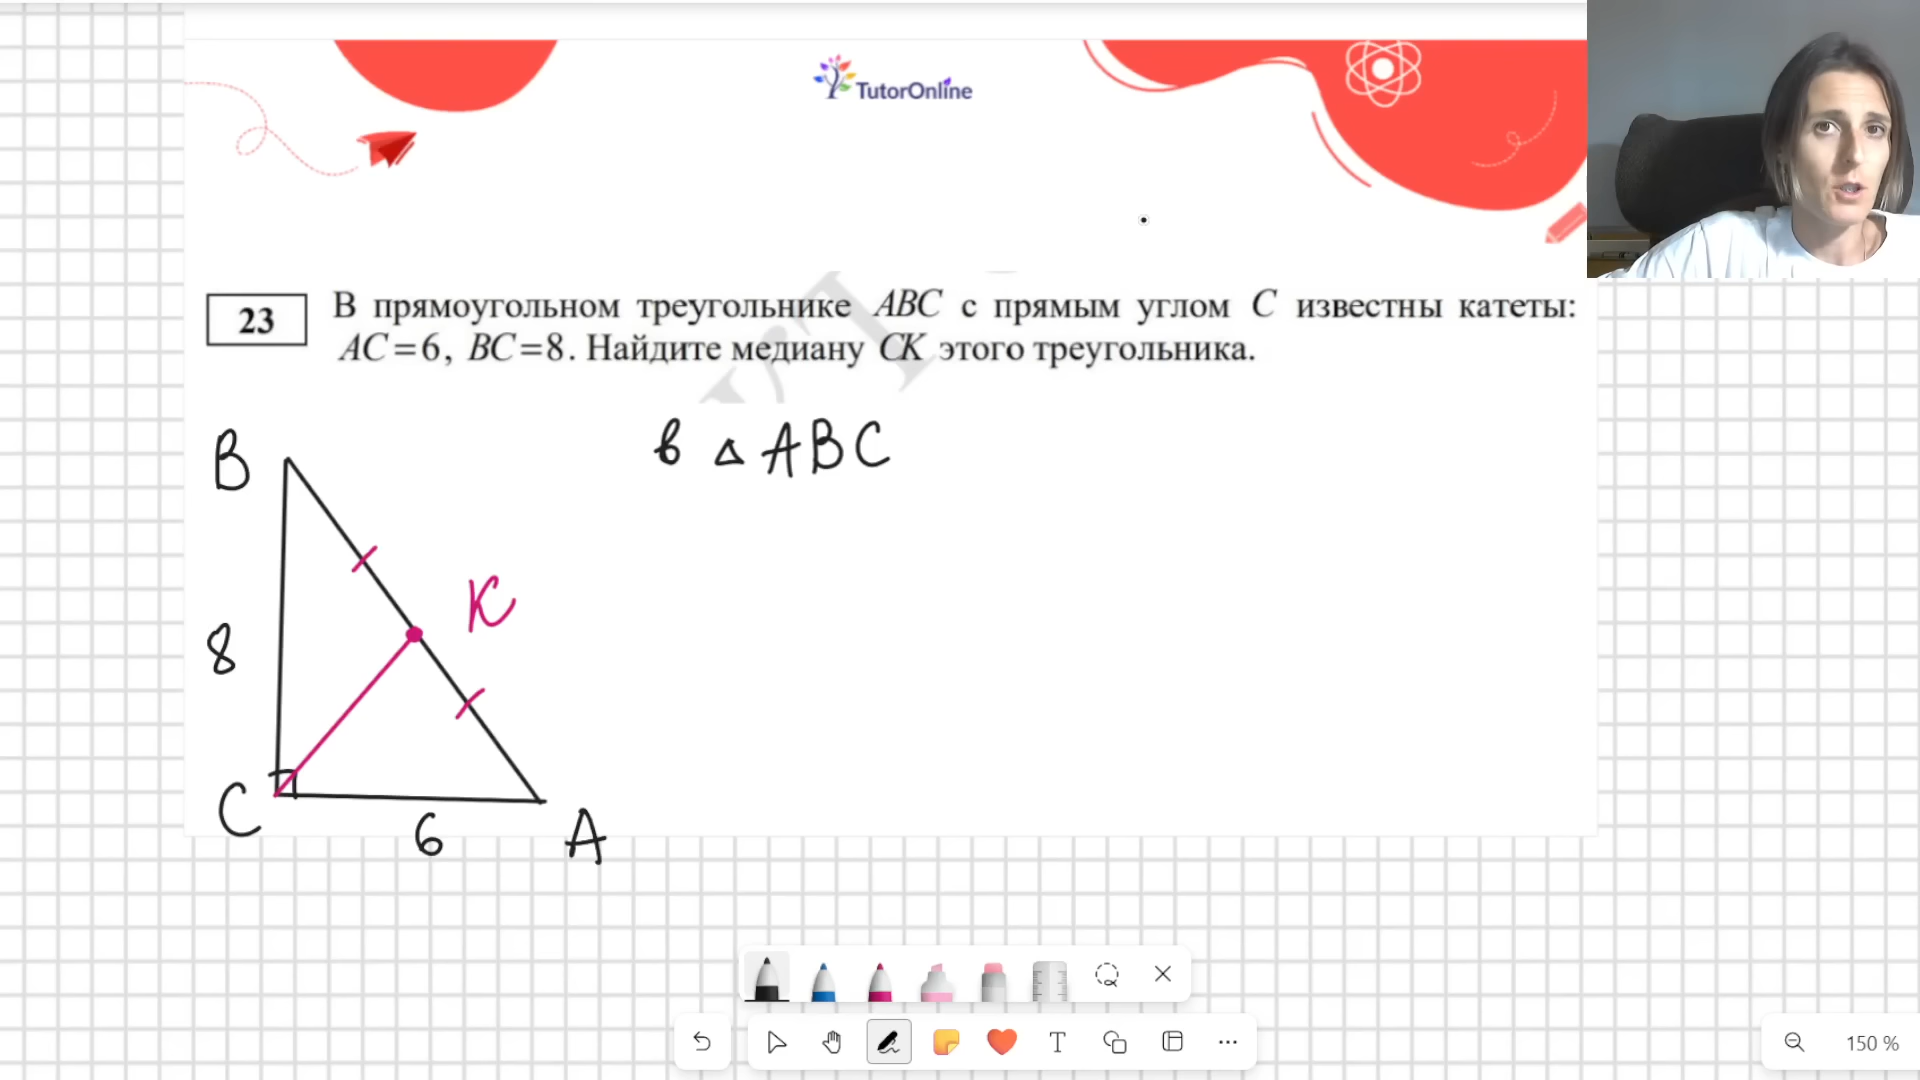 TutorOnline
23
В прямоугольном треугольнике ABC с прямым углом C известны катеты:
AC=6, BC=8. Найдите медиану CK этого треугольника.
в △ABC
B
K
8
C
6
A
T
150 %